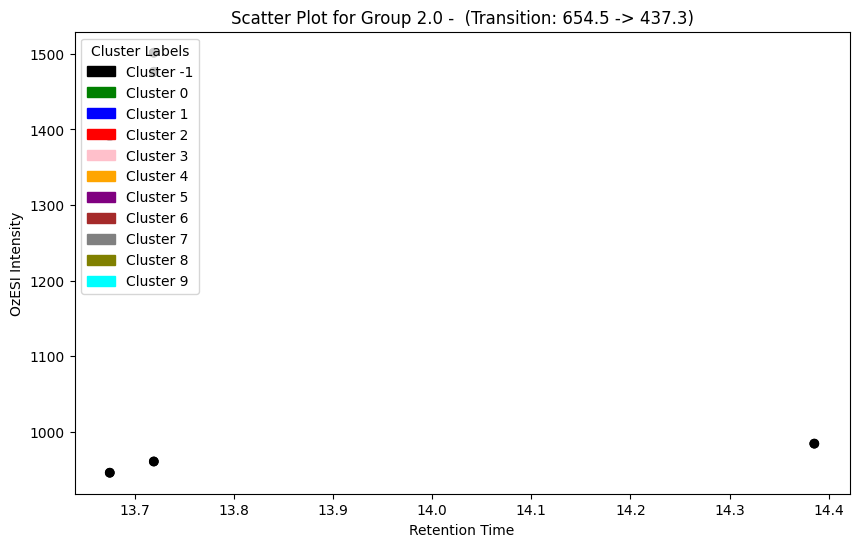 Scatter Plot for Group 2.0 -  (Transition: 654.5 -> 437.3)
OzESI Intensity
1500
1400
1300
1200
1100
1000
Cluster Labels
Cluster -1
Cluster 0
Cluster 1
Cluster 2
Cluster 3
Cluster 4
Cluster 5
Cluster 6
Cluster 7
Cluster 8
Cluster 9
13.7 13.8 13.9 14.0 14.1 14.2 14.3 14.4
Retention Time